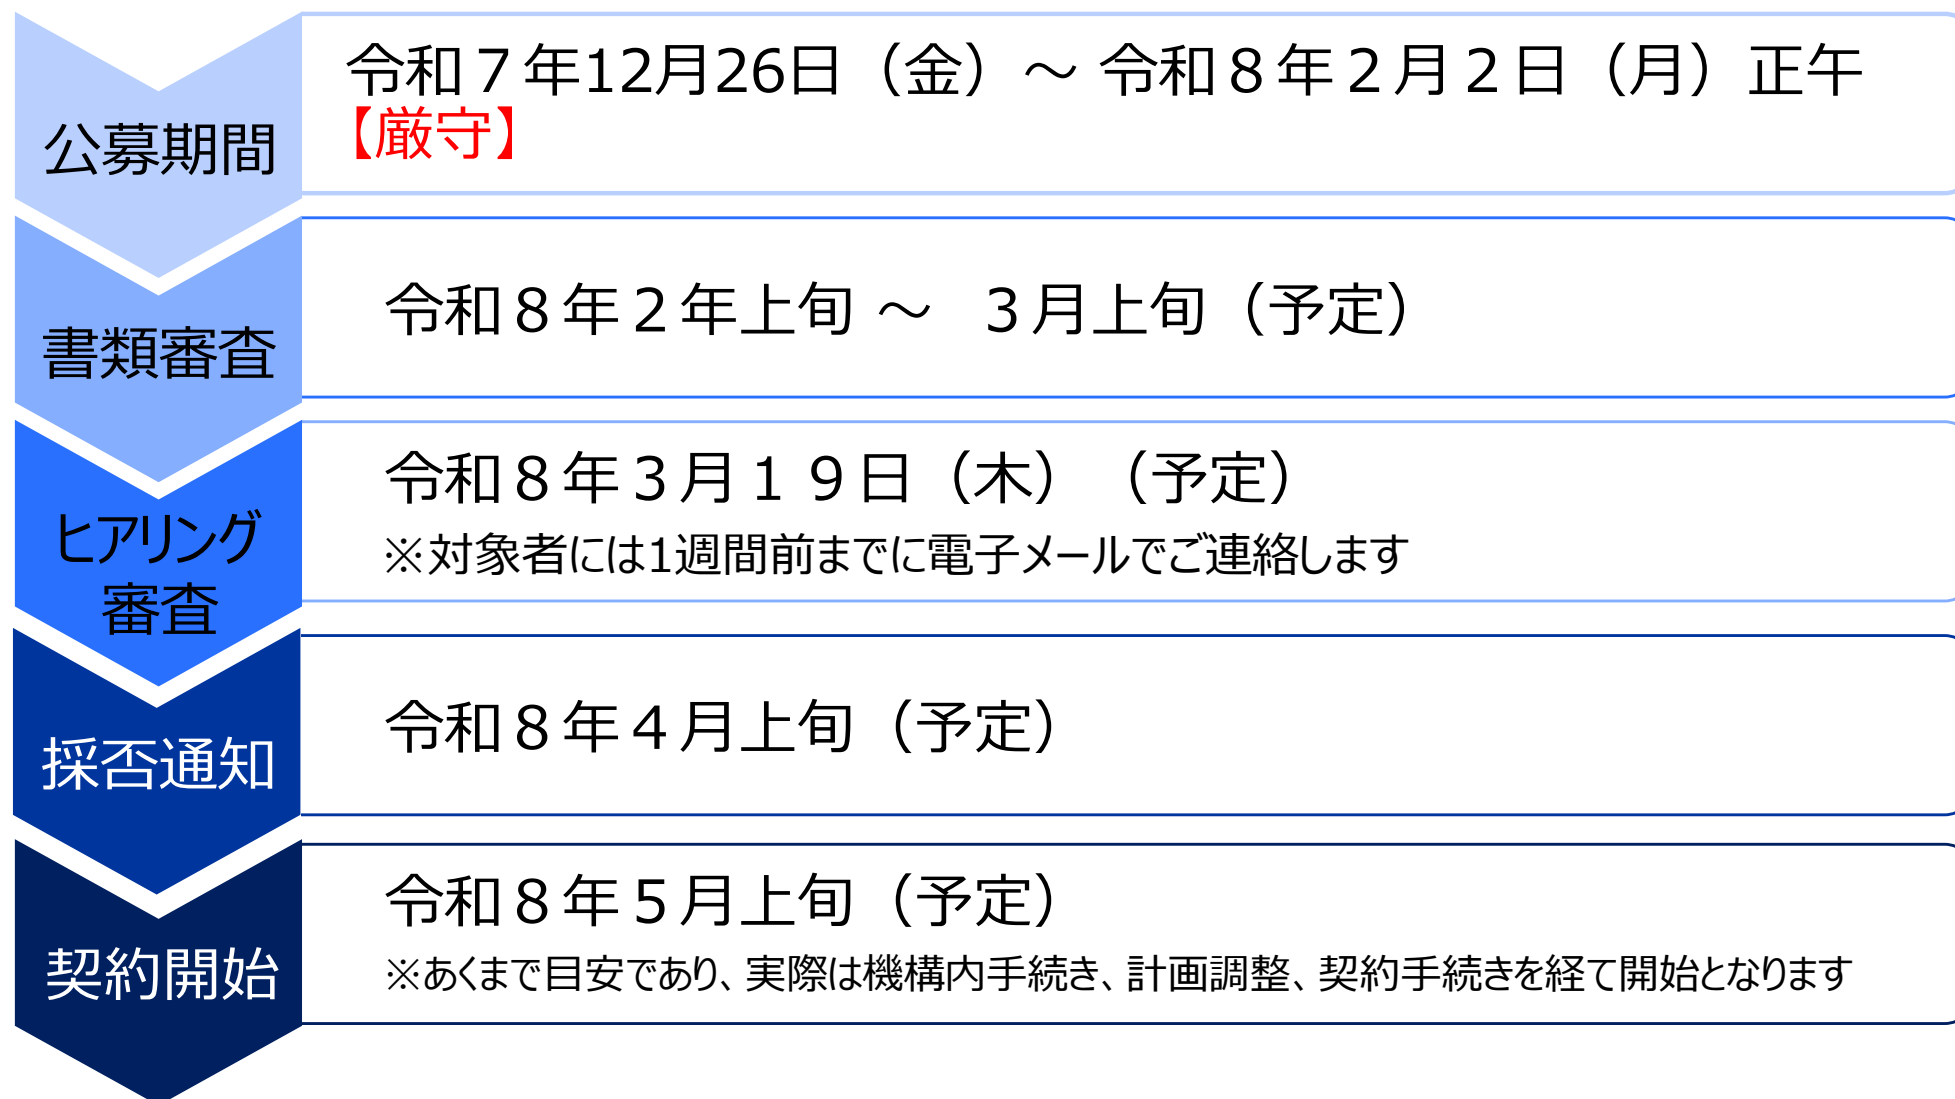 公募期間
令和７年12月26日（金）～ 令和８年２月２日（月）正午
【厳守】
書類審査
令和８年２年上旬 ～　３月上旬（予定）
ヒアリング
審査
令和８年３月１９日（木）（予定）
※対象者には1週間前までに電子メールでご連絡します
採否通知
令和８年４月上旬（予定）
契約開始
令和８年５月上旬（予定）
※あくまで目安であり、実際は機構内手続き、計画調整、契約手続きを経て開始となります